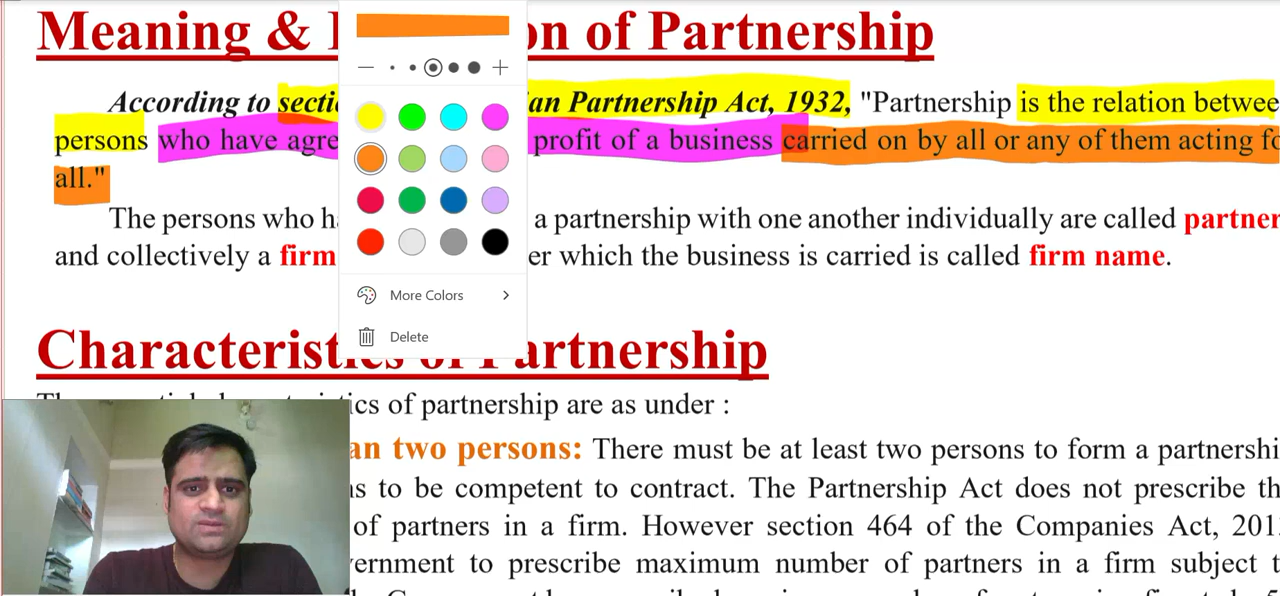 Meaning & on of Partnership
According to secti an Partnership Act, 1932, "Partnership is the relation betwee
persons who have agre profit of a business carried on by all or any of them acting fo
all."
The persons who h a partnership with one another individually are called partner
and collectively a firm er which the business is carried is called firm name.
More Colors
Delete
Characteristics of Partnership
ics of partnership are as under :
an two persons: There must be at least two persons to form a partnershi
s to be competent to contract. The Partnership Act does not prescribe th
of partners in a firm. However section 464 of the Companies Act, 201
ernment to prescribe maximum number of partners in a firm subject t